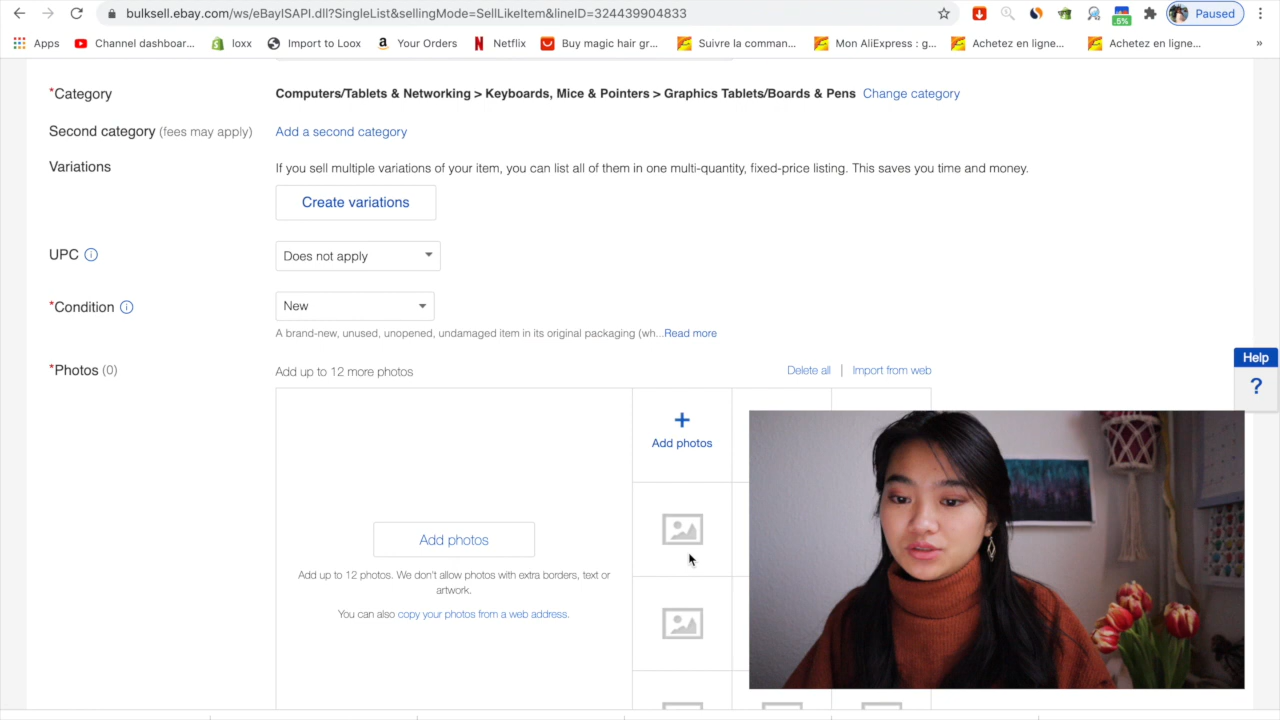 bulksell.ebay.com/ws/eBayISAPI.dll?SingleList&sellingMode=SellLikeItem&lineID=324439904833
.5%
Paused
Apps
Channel dashboar...
loxx
Import to Loox
Your Orders
Netflix
Buy magic hair gr...
Suivre la comman...
Mon AliExpress : g...
Achetez en ligne...
Achetez en ligne...
»
*Category
Computers/Tablets & Networking > Keyboards, Mice & Pointers > Graphics Tablets/Boards & Pens Change category
Second category (fees may apply) Add a second category
Variations If you sell multiple variations of your item, you can list all of them in one multi-quantity, fixed-price listing. This saves you time and money.
Create variations
UPC Does not apply
*Condition New
A brand-new, unused, unopened, undamaged item in its original packaging (wh...Read more
Help
?
*Photos (0) Add up to 12 more photos Delete all | Import from web
+
Add photos
Add photos
Add up to 12 photos. We don't allow photos with extra borders, text or
artwork.
You can also copy your photos from a web address.